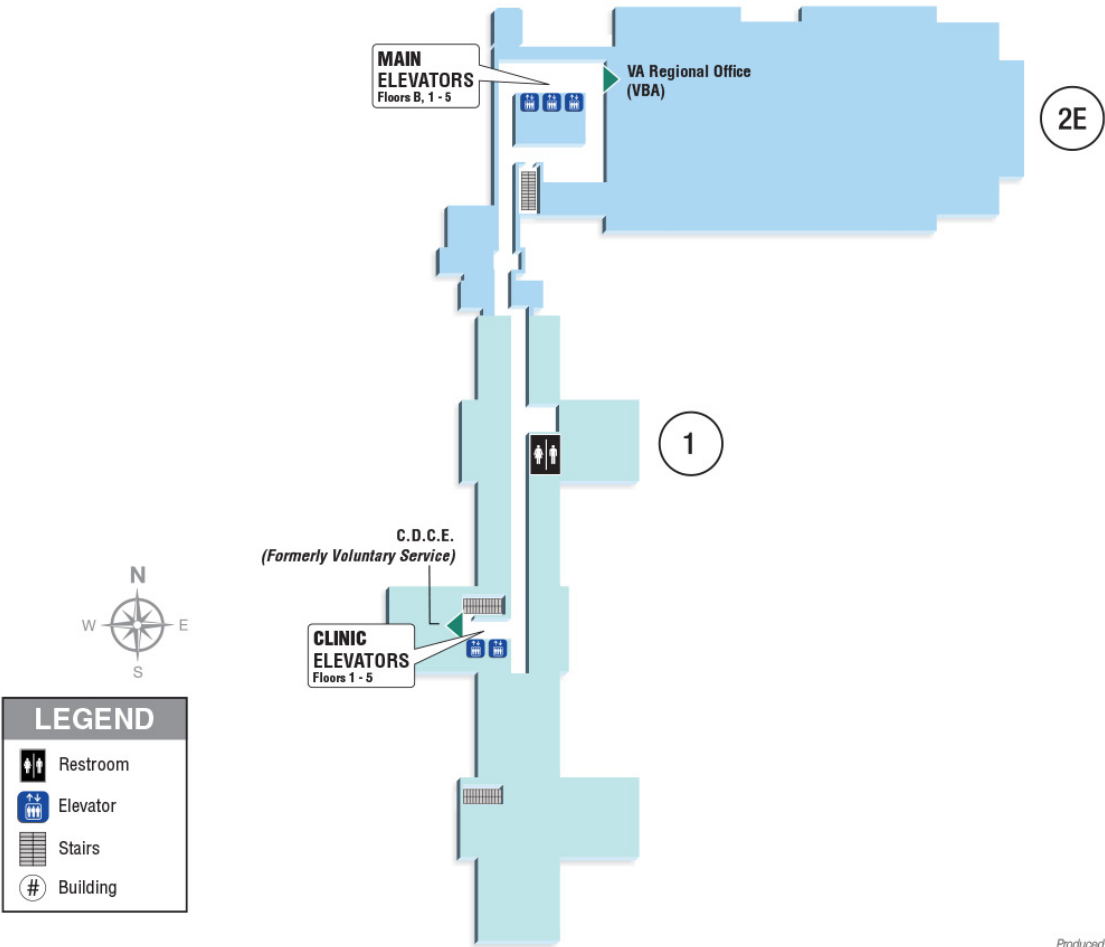 MAIN
ELEVATORS
Floors B, 1 - 5
VA Regional Office
(VBA)
2E
1
C.D.C.E.
(Formerly Voluntary Service)
CLINIC
ELEVATORS
Floors 1 - 5
N
W
E
S
LEGEND
Restroom
Elevator
Stairs
# Building
Produced